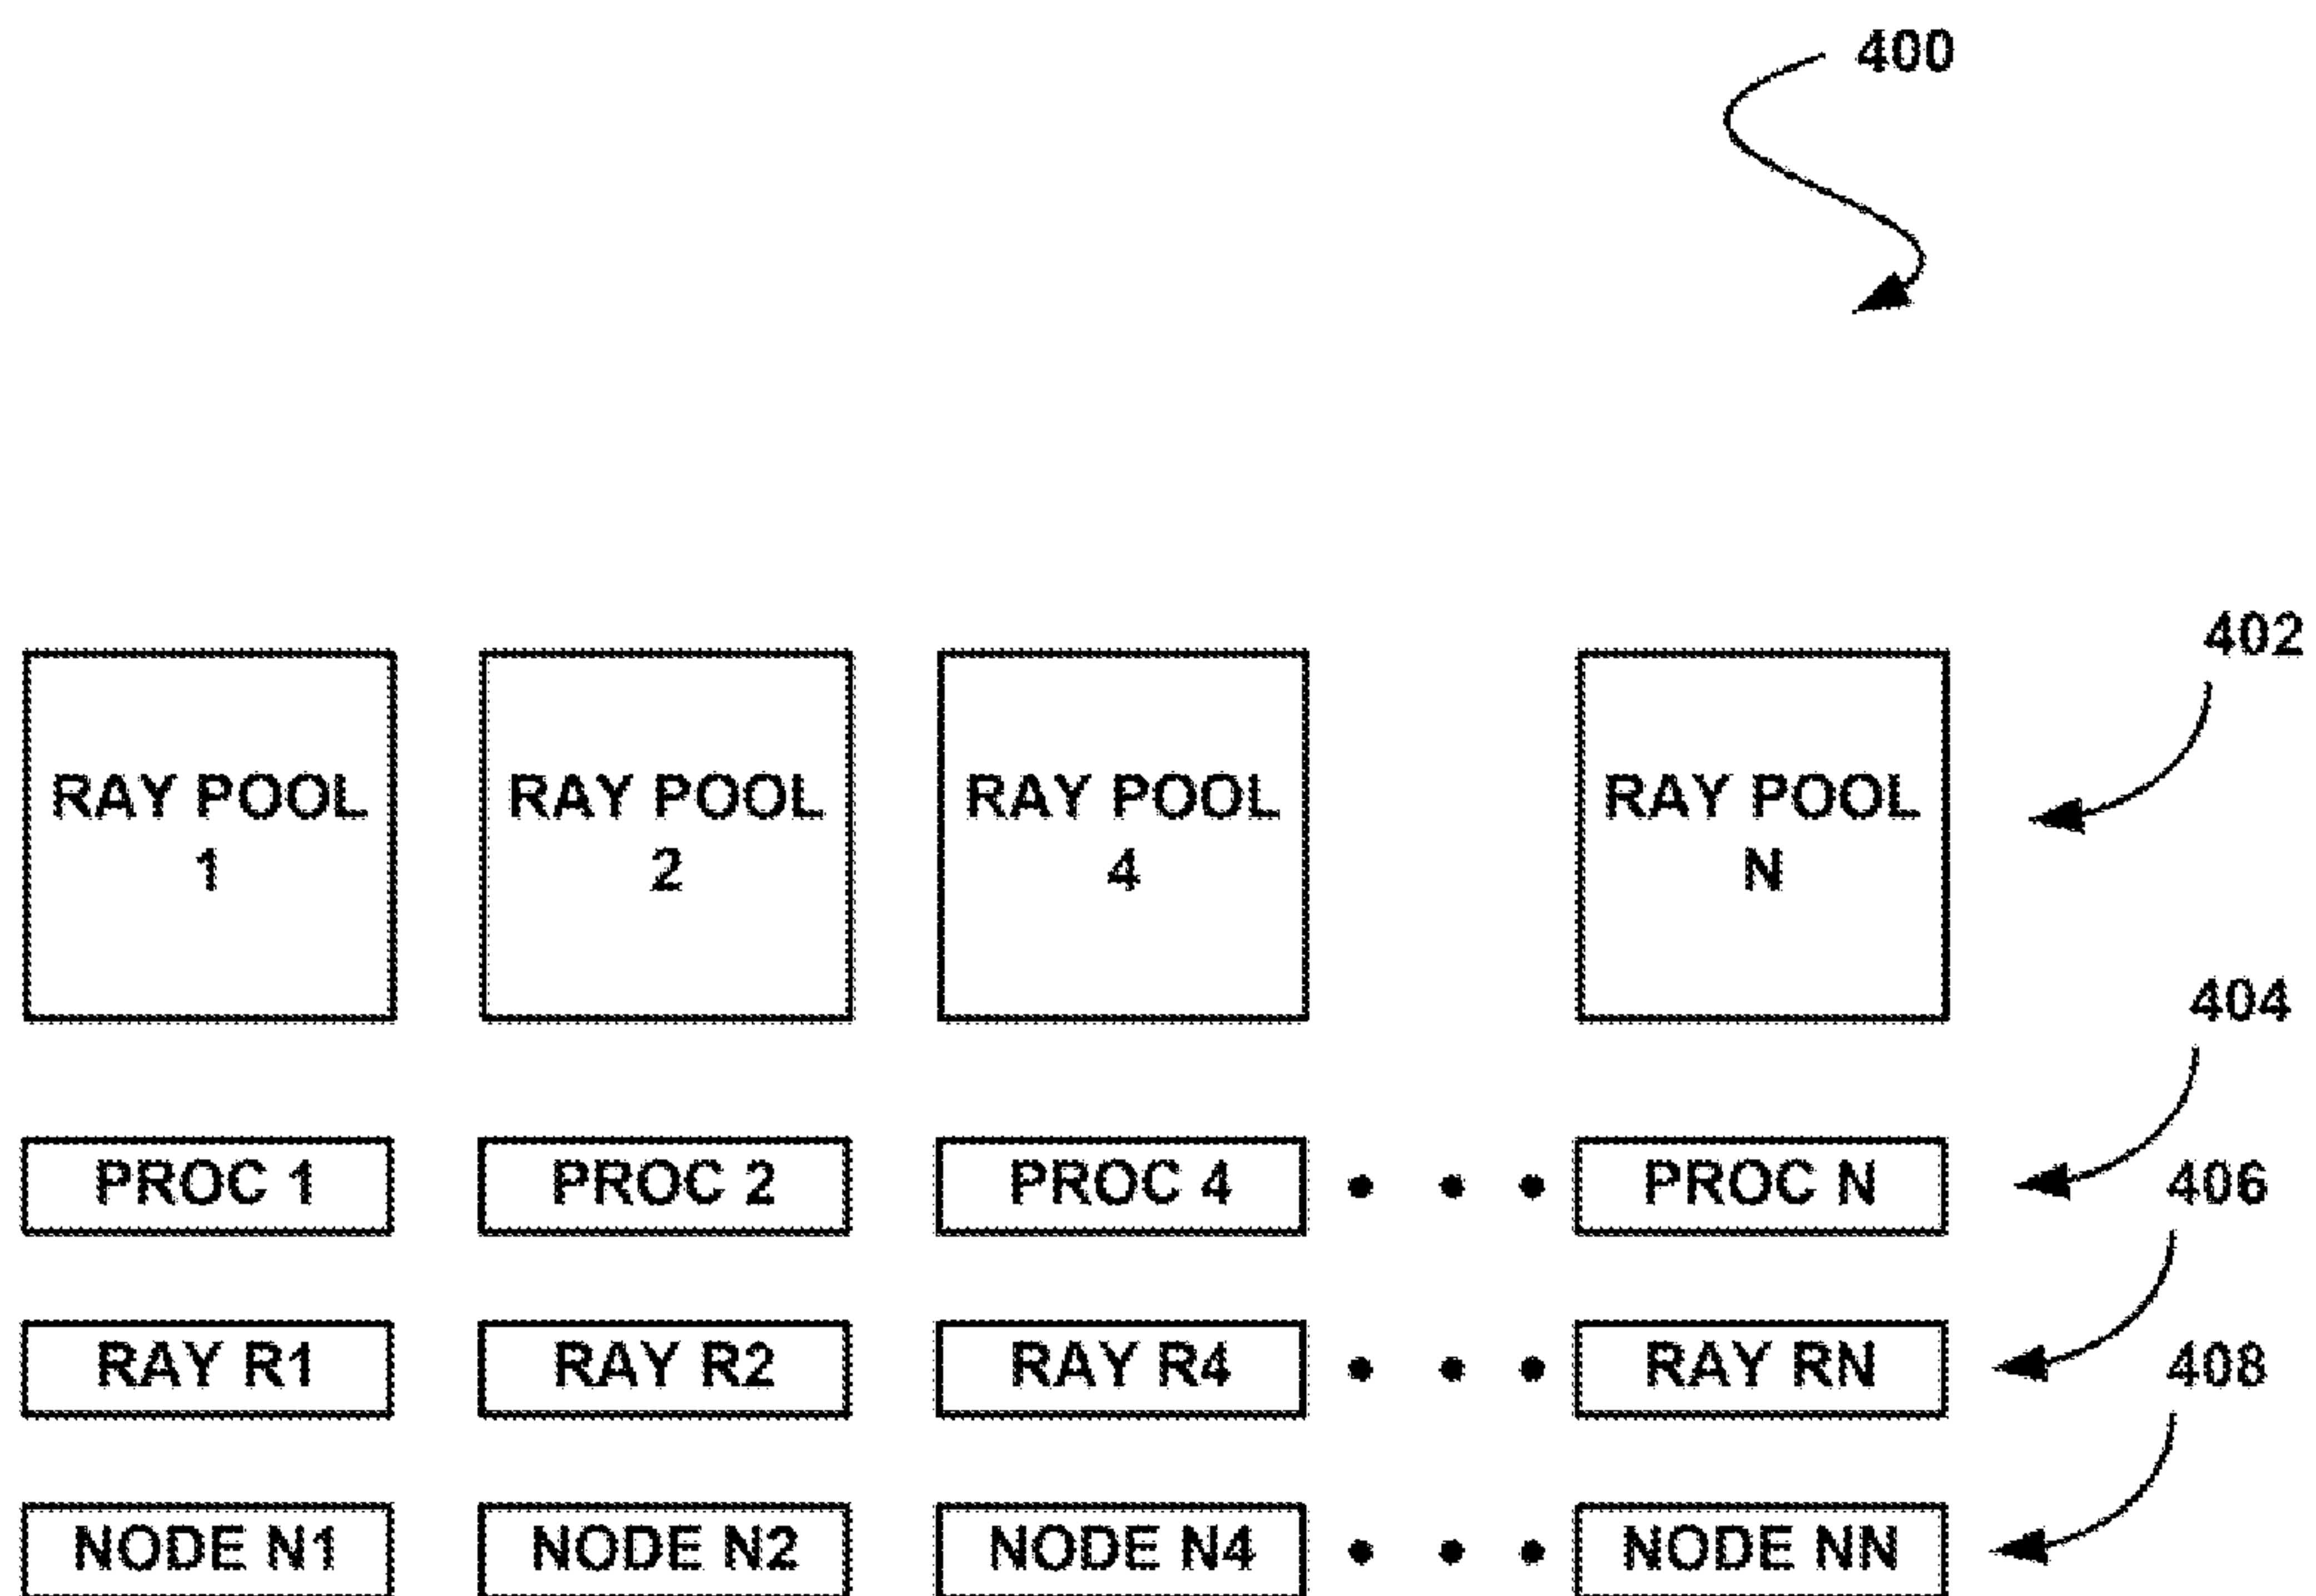 400
402
RAY POOL RAY POOL RAY POOL RAY POOL
1 2 4 N
404
PROC 1 PROC 2 PROC 4 PROC N 406
RAY R1 RAY R2 RAY R4 RAY RN 408
NODE N1 NODE N2 NODE N4 NODE NN